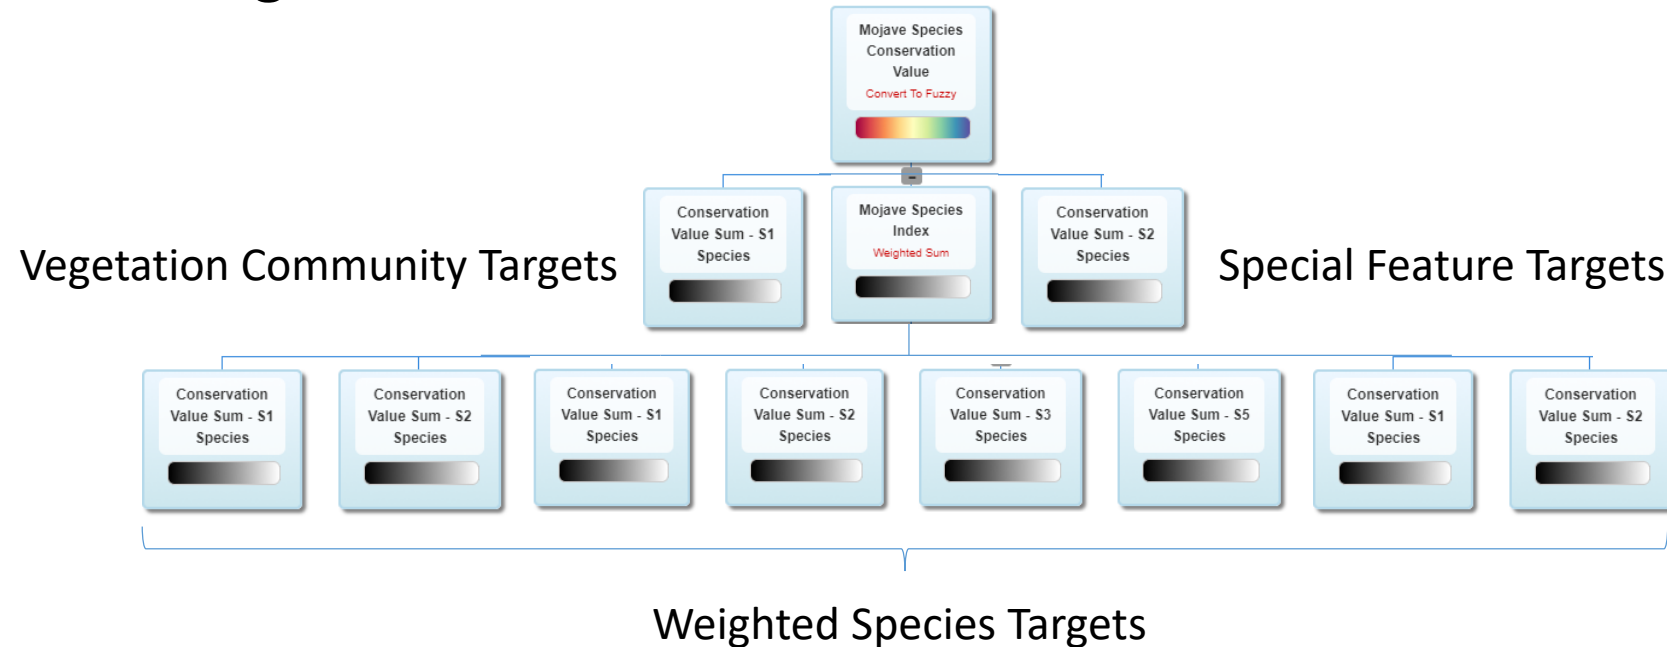 Mojave Species
Conservation
Value
Convert To Fuzzy
-
Vegetation Community Targets
Conservation
Value Sum - S1
Species
Mojave Species
Index
Weighted Sum
Conservation
Value Sum - S2
Species
Special Feature Targets
Conservation
Value Sum - S1
Species
Conservation
Value Sum - S2
Species
Conservation
Value Sum - S1
Species
Conservation
Value Sum - S2
Species
Conservation
Value Sum - S3
Species
Conservation
Value Sum - S5
Species
Conservation
Value Sum - S1
Species
Conservation
Value Sum - S2
Species
Weighted Species Targets